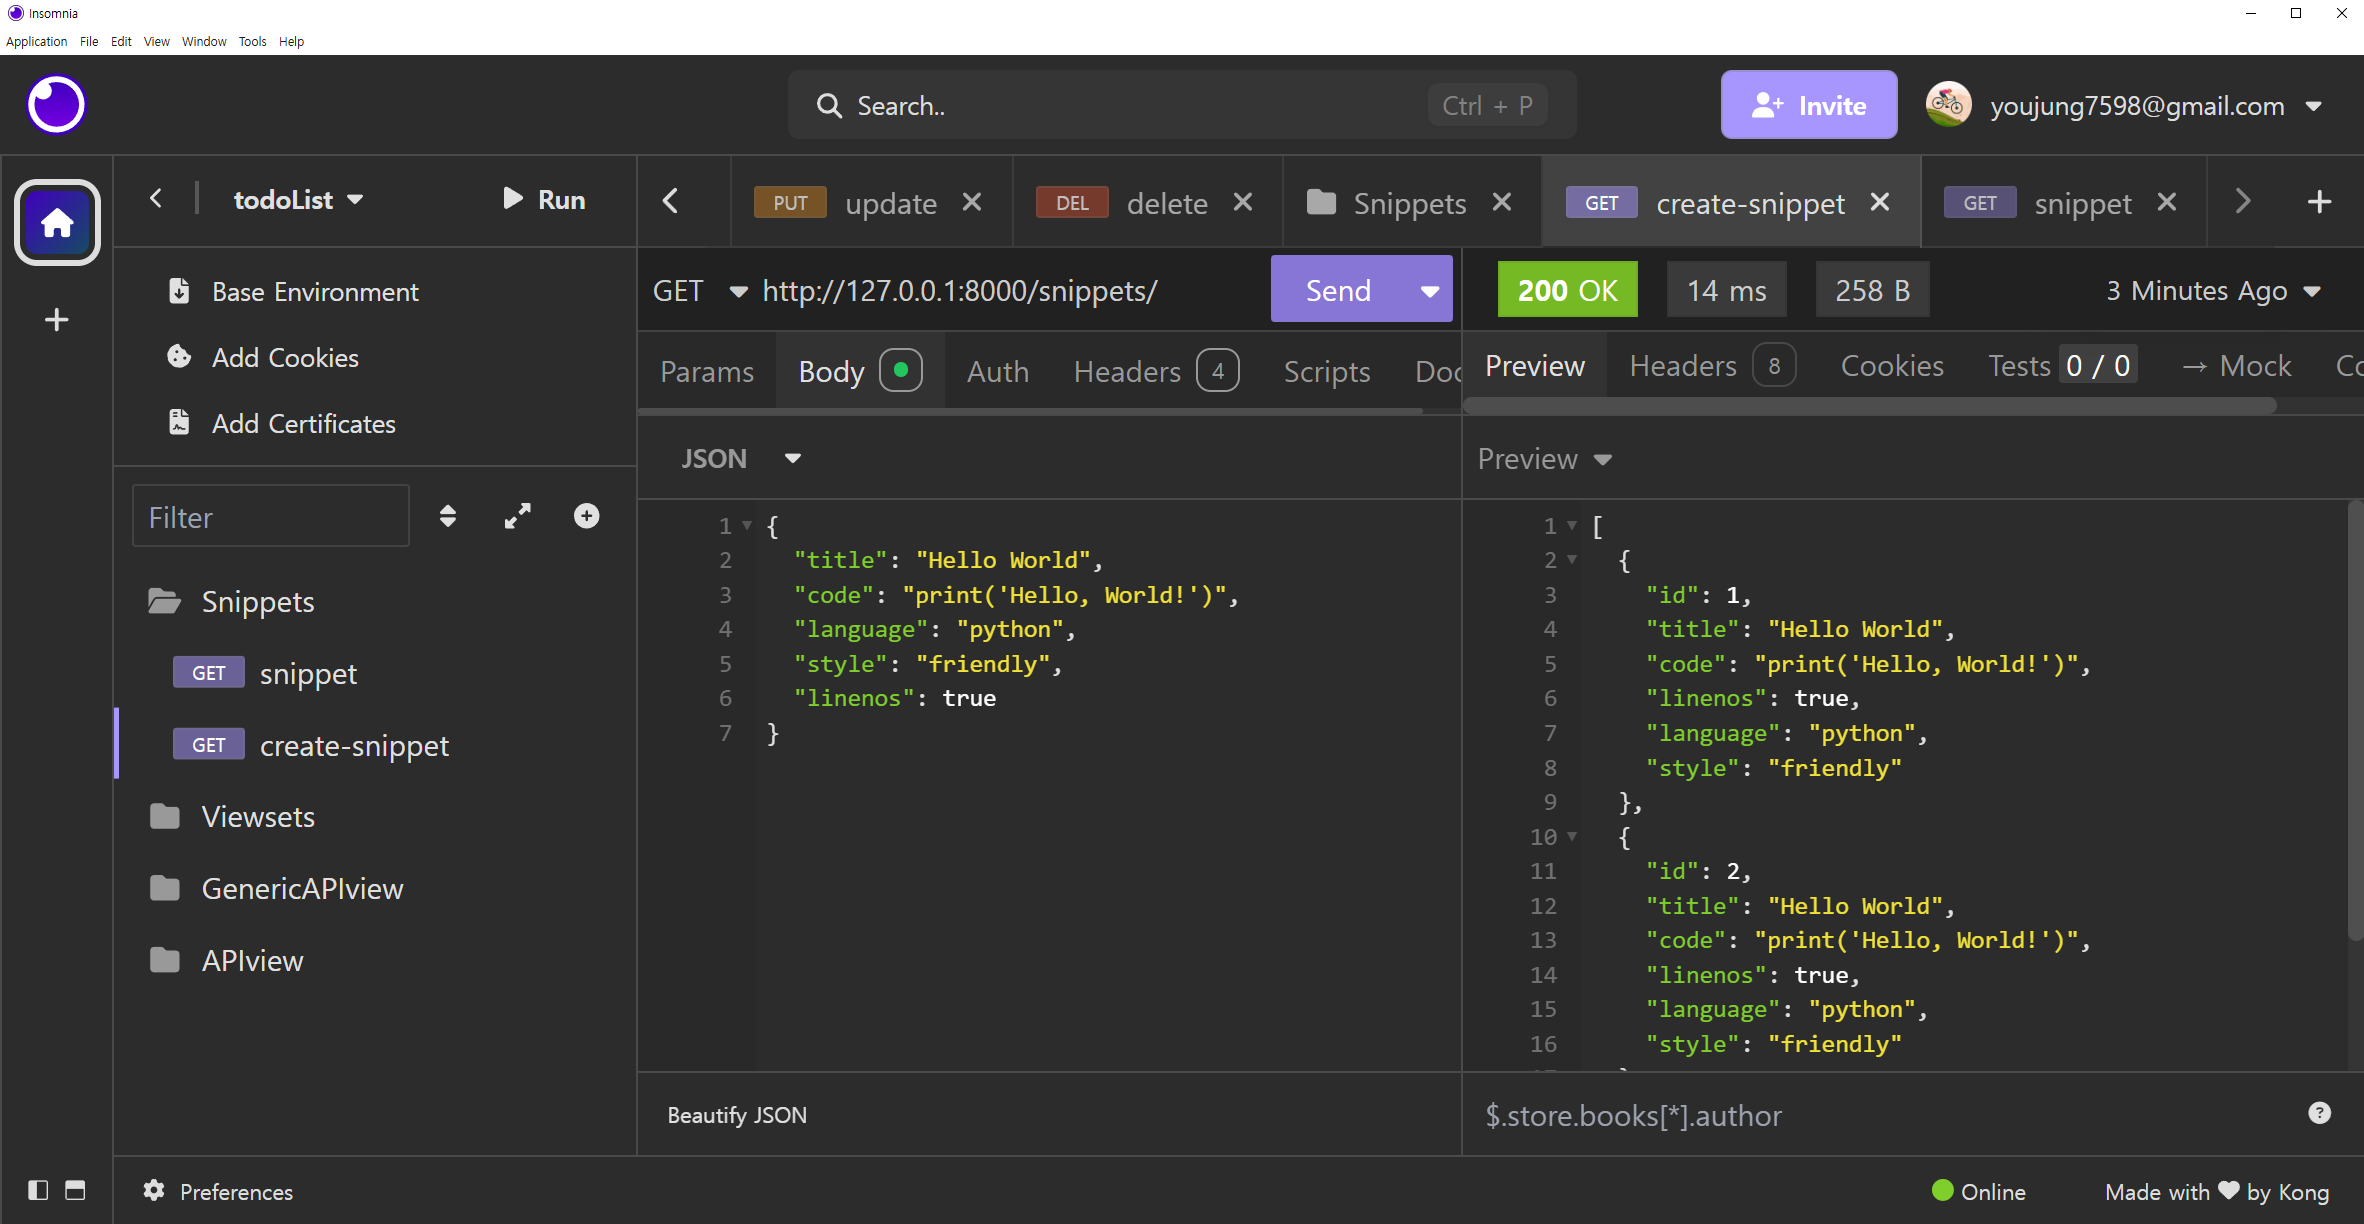 Insomnia
Application File Edit View Window Tools Help
Search.. Ctrl + P
Invite
youjung7598@gmail.com
todoList
Run
PUT update
DEL delete
Snippets
GET create-snippet
GET snippet
Base Environment
Add Cookies
Add Certificates
Filter
Snippets
GET snippet
GET create-snippet
Viewsets
GenericAPIview
APIview
GET http://127.0.0.1:8000/snippets/ Send
Params Body Auth Headers 4 Scripts Doc
JSON
1 {
2 "title": "Hello World",
3 "code": "print('Hello, World!')",
4 "language": "python",
5 "style": "friendly",
6 "linenos": true
7 }
Beautify JSON
200 OK 14 ms 258 B 3 Minutes Ago
Preview Headers 8 Cookies Tests 0 / 0 → Mock Co
Preview
1 [
2 {
3 "id": 1,
4 "title": "Hello World",
5 "code": "print('Hello, World!')",
6 "linenos": true,
7 "language": "python",
8 "style": "friendly"
9 },
10 {
11 "id": 2,
12 "title": "Hello World",
13 "code": "print('Hello, World!')",
14 "linenos": true,
15 "language": "python",
16 "style": "friendly"
$.store.books[*].author
Preferences
Online
Made with ♥ by Kong